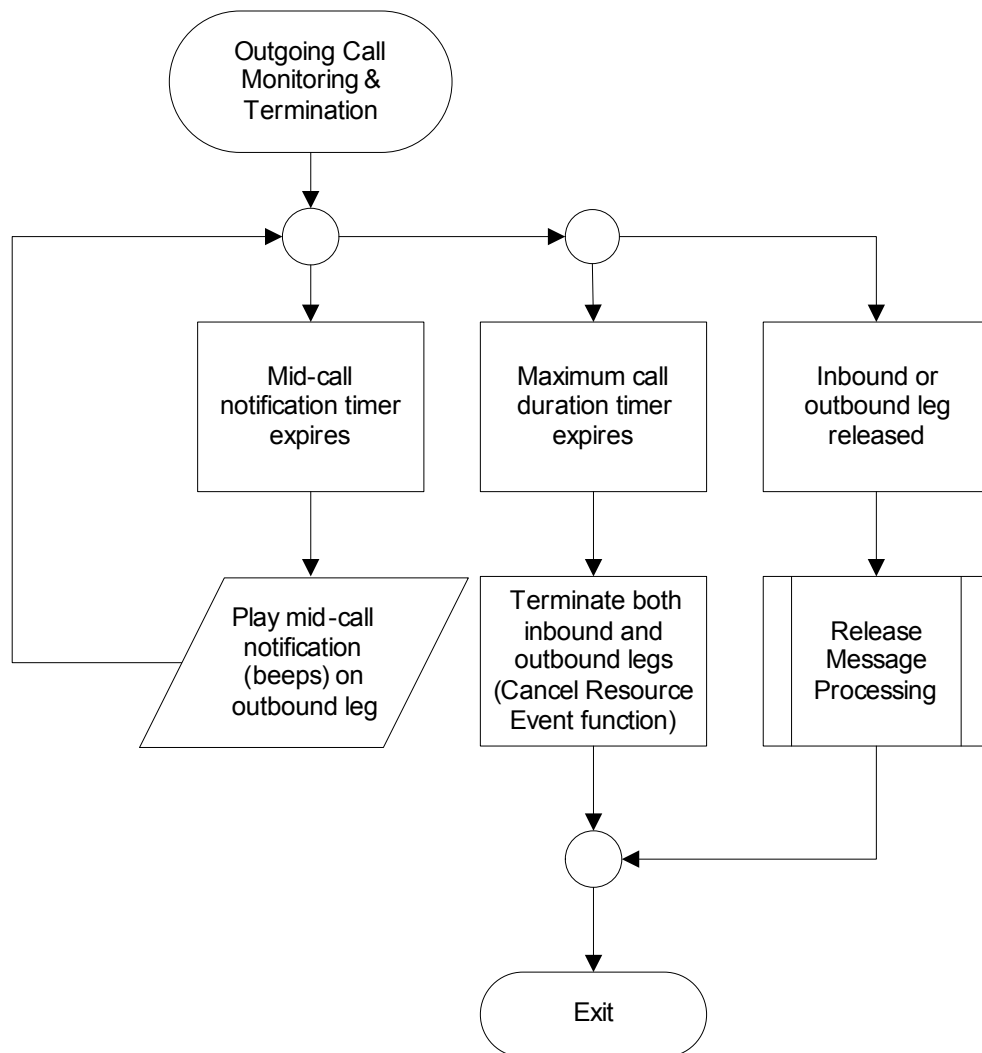 Outgoing Call
Monitoring &
Termination
Mid-call
notification timer
expires
Maximum call
duration timer
expires
Inbound or
outbound leg
released
Play mid-call
notification
(beeps) on
outbound leg
Terminate both
inbound and
outbound legs
(Cancel Resource
Event function)
Release
Message
Processing
Exit